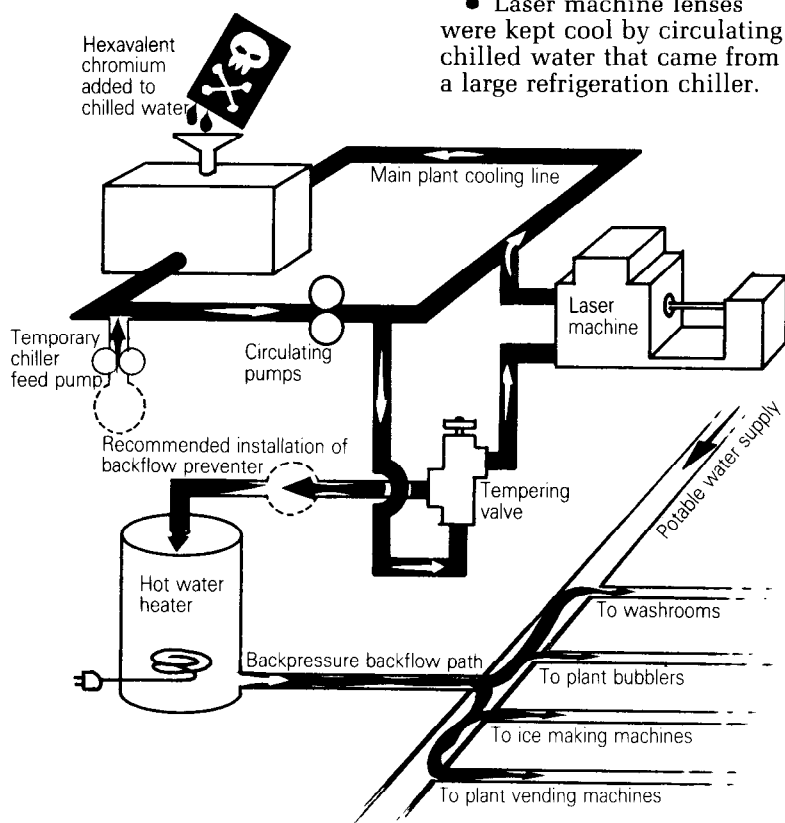 • Laser machine lenses
were kept cool by circulating
chilled water that came from
a large refrigeration chiller.
Hexavalent
chromium
added to
chilled water
Main plant cooling line
Laser
machine
Temporary
chiller
feed pump
Circulating
pumps
Recommended installation of
backflow preventer
Tempering
valve
Potable water supply
Hot water
heater
To washrooms
Backpressure backflow path
To plant bubblers
To ice making machines
To plant vending machines